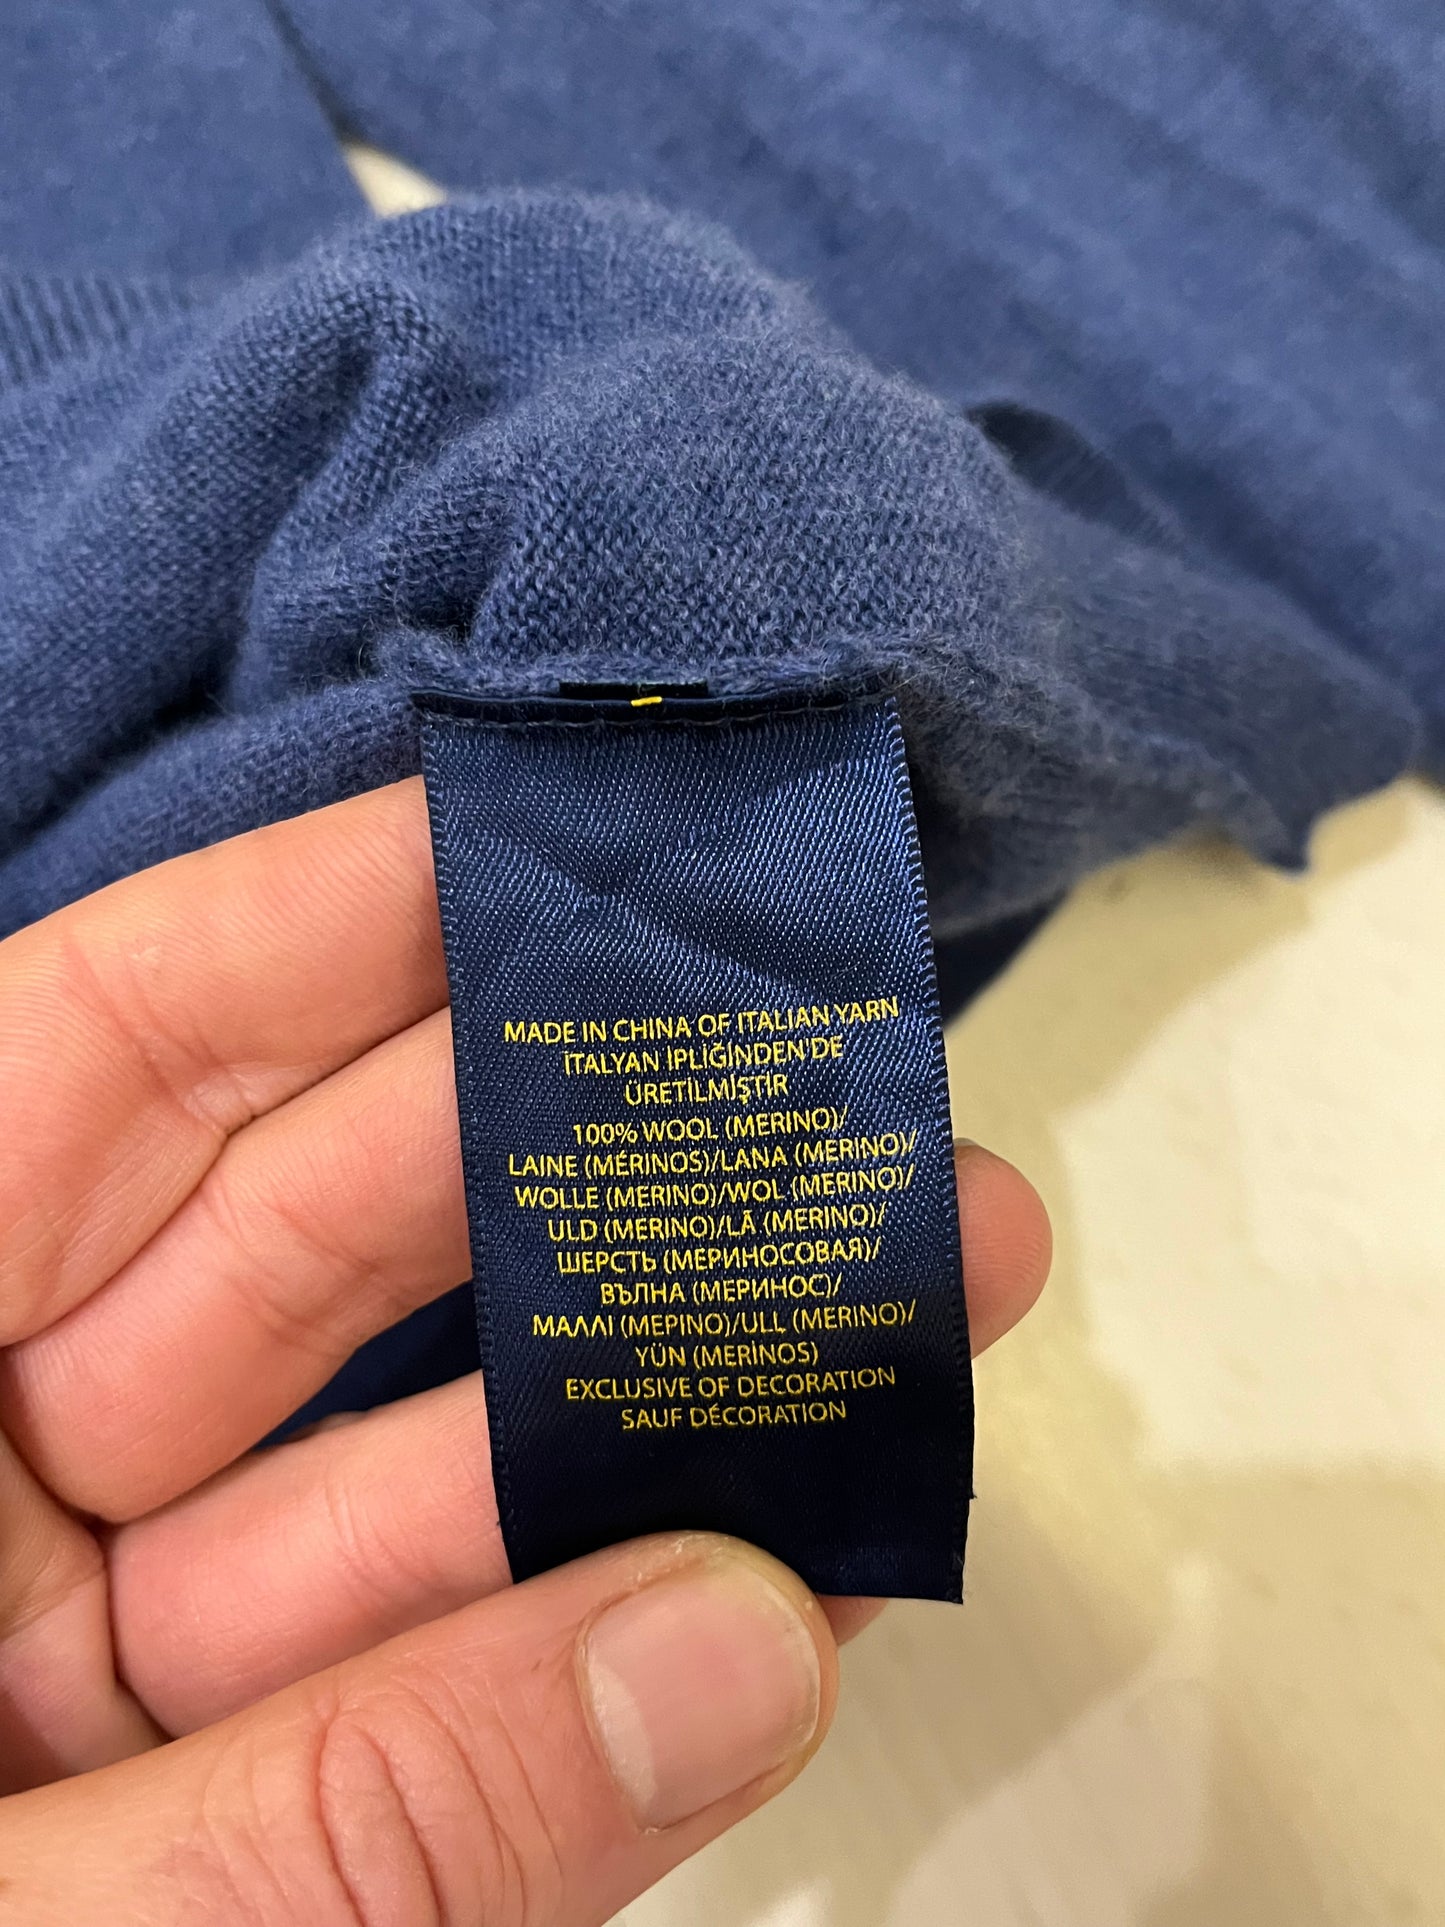 MADE IN CHINA OF ITALIAN YARN
İTALYAN İPLİĞİNDEN'DE
ÜRETİLMİŞTİR
100% WOOL (MERINO)/
LAINE (MÉRINOS)/LANA (MERINO)/
WOLLE (MERINO)/WOL (MERINO)/
ULD (MERINO)/LÃ (MERINO)/
ШЕРСТЬ (МЕРИНОСОВАЯ)/
ВЪЛНА (МЕРИНОС)/
ΜΑΛΛΙ (ΜΕΡΙΝΟ)/ULL (MERINO)/
YÜN (MERİNOS)
EXCLUSIVE OF DECORATION
SAUF DÉCORATION